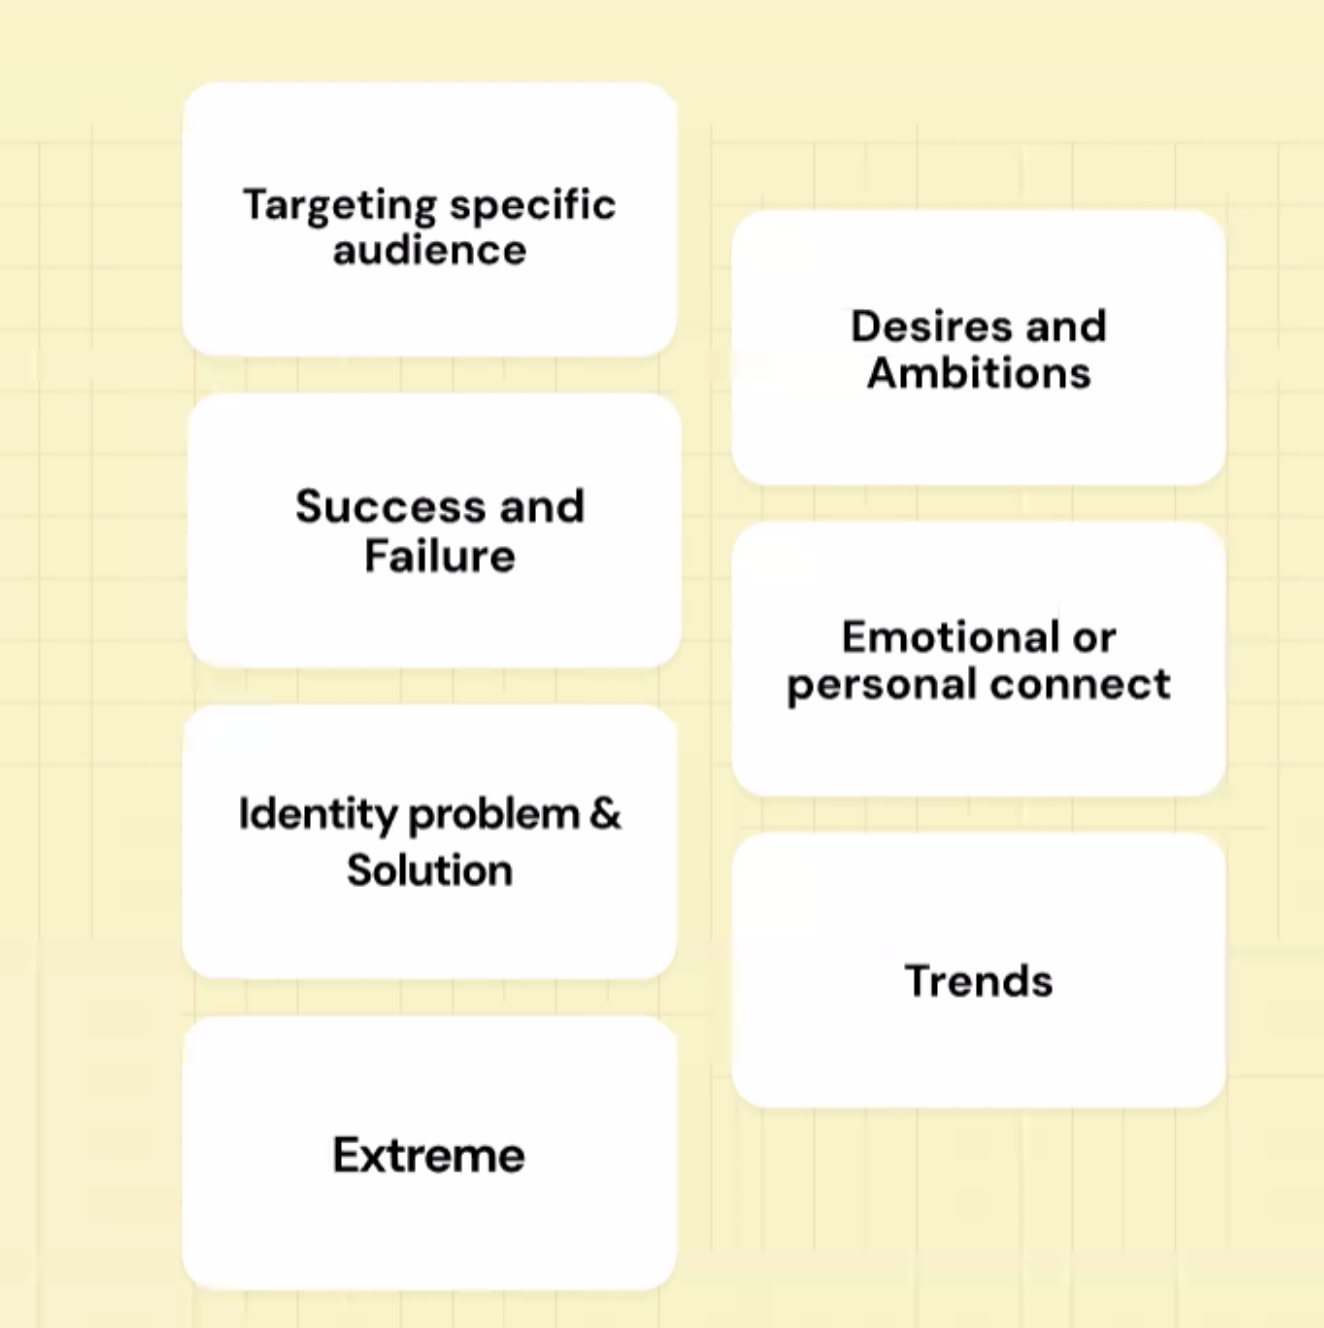 Targeting specific
audience
Desires and
Ambitions
Success and
Failure
Emotional or
personal connect
Identity problem &
Solution
Trends
Extreme